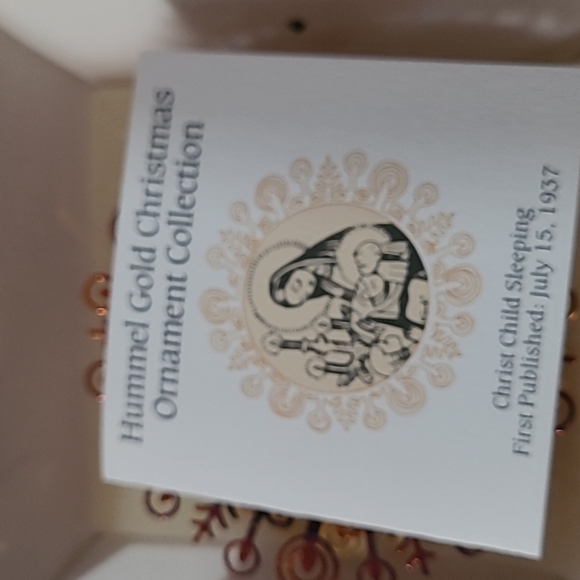 Hummel Gold Christmas
Ornament Collection
Christ Child Sleeping
First Published: July 15, 1937